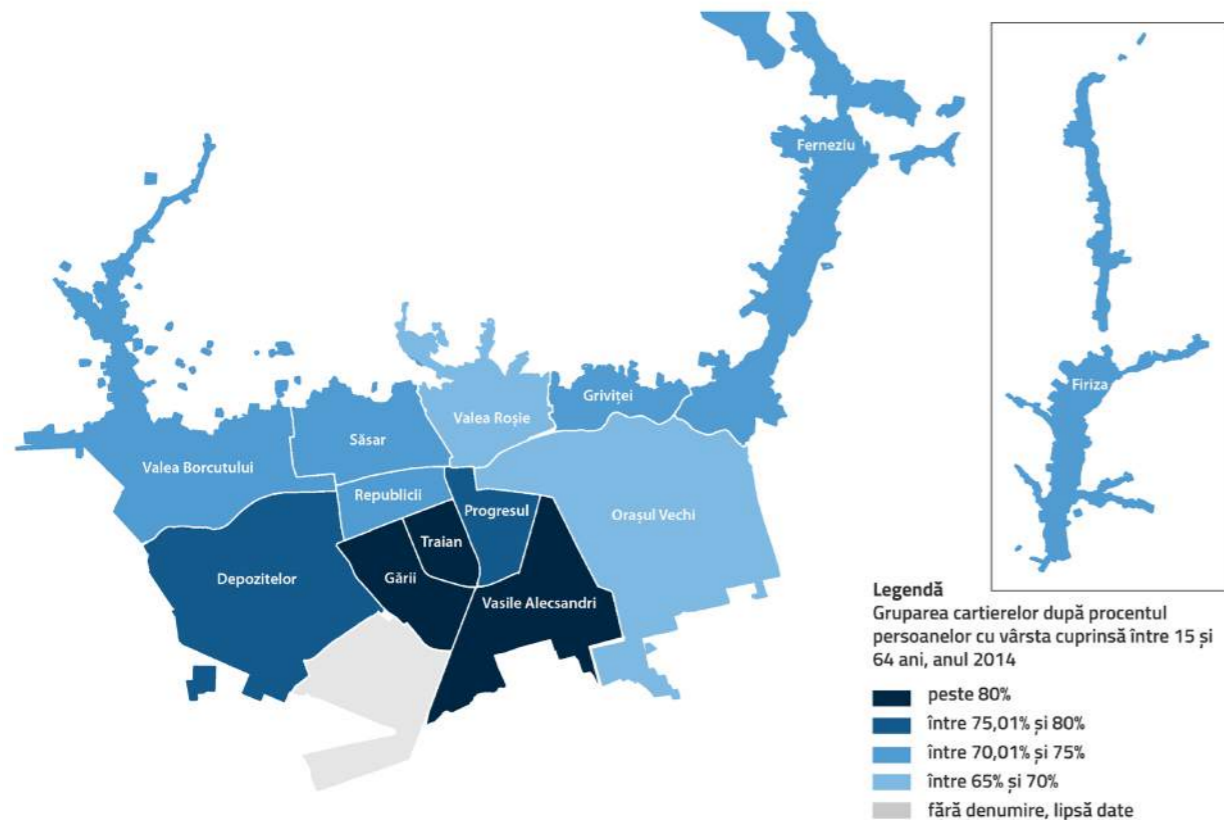 Ferneziu
Firiza
Griviței
Valea Roșie
Săsar
Valea Borcutului
Republicii
Progresul
Orașul Vechi
Traian
Depozitelor
Gării
Vasile Alecsandri
Legendă
Gruparea cartierelor după procentul
persoanelor cu vârsta cuprinsă între 15 și
64 ani, anul 2014
peste 80%
între 75,01% și 80%
între 70,01% și 75%
între 65% și 70%
fără denumire, lipsă date